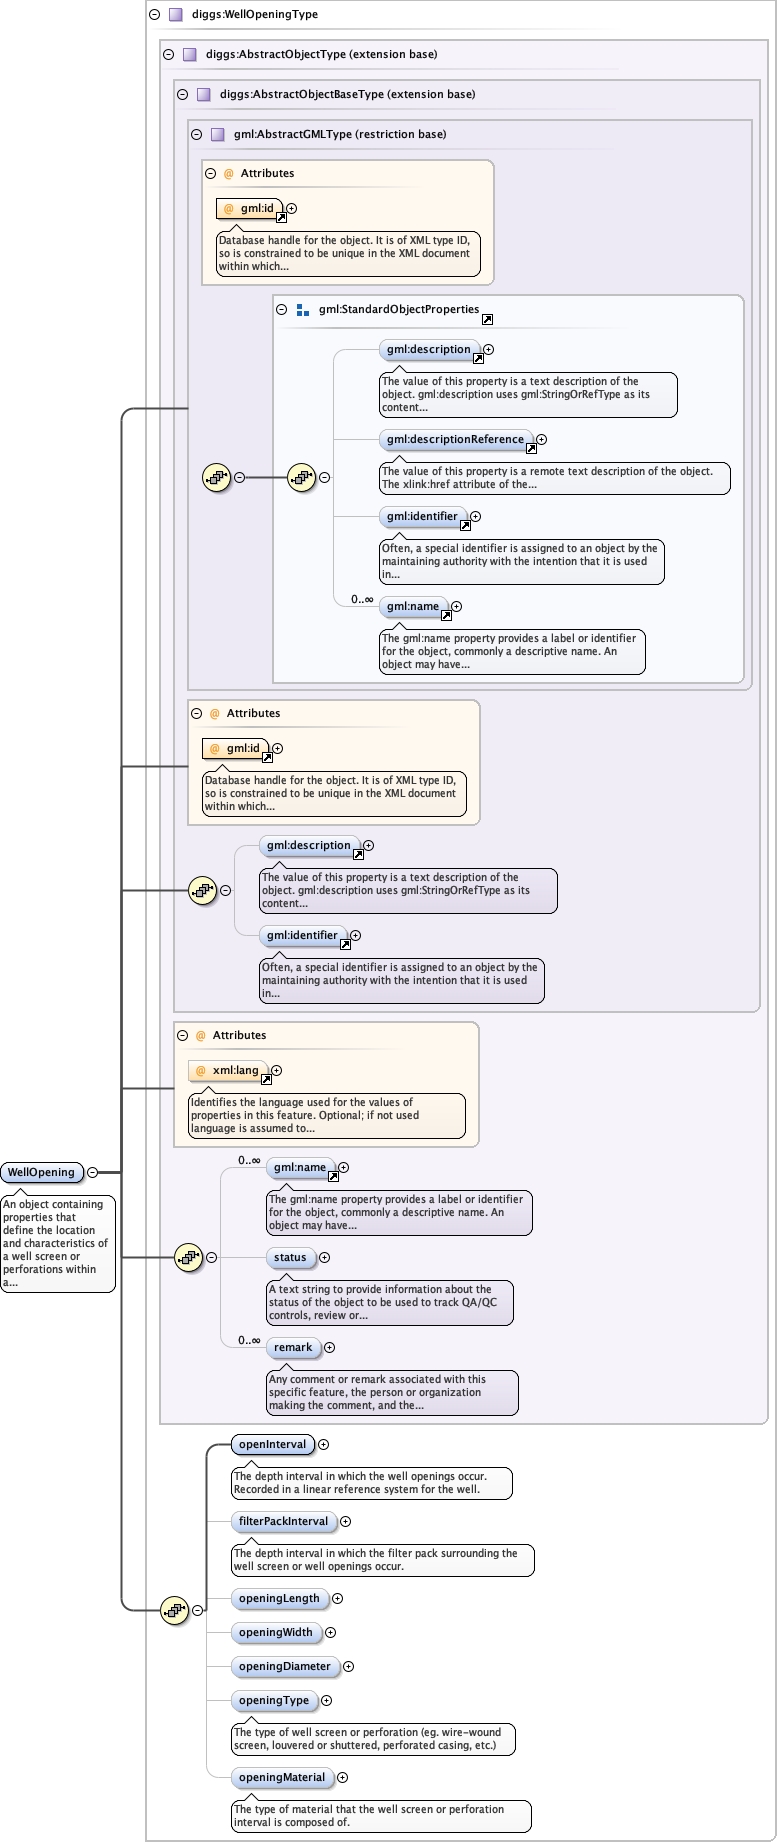 diggs:WellOpeningType
diggs:AbstractObjectType (extension base)
diggs:AbstractObjectBaseType (extension base)
gml:AbstractGMLType (restriction base)
@ Attributes
@ gml:id
Database handle for the object. It is of XML type ID,
so is constrained to be unique in the XML document
within which...
gml:StandardObjectProperties
gml:description
The value of this property is a text description of the
object. gml:description uses gml:StringOrRefType as its
content...
gml:descriptionReference
The value of this property is a remote text description of the object.
The xlink:href attribute of the...
gml:identifier
Often, a special identifier is assigned to an object by the
maintaining authority with the intention that it is used
in...
0..∞
gml:name
The gml:name property provides a label or identifier
for the object, commonly a descriptive name. An
object may have...
@ Attributes
@ gml:id
Database handle for the object. It is of XML type ID,
so is constrained to be unique in the XML document
within which...
gml:description
The value of this property is a text description of the
object. gml:description uses gml:StringOrRefType as its
content...
gml:identifier
Often, a special identifier is assigned to an object by the
maintaining authority with the intention that it is used
in...
@ Attributes
@ xml:lang
Identifies the language used for the values of
properties in this feature. Optional; if not used
language is assumed to...
WellOpening
An object containing
properties that
define the location
and characteristics of
a well screen or
perforations within
a...
0..∞
gml:name
The gml:name property provides a label or identifier
for the object, commonly a descriptive name. An
object may have...
status
A text string to provide information about the
status of the object to be used to track QA/QC
controls, review or...
0..∞
remark
Any comment or remark associated with this
specific feature, the person or organization
making the comment, and the...
openInterval
The depth interval in which the well openings occur.
Recorded in a linear reference system for the well.
filterPackInterval
The depth interval in which the filter pack surrounding the
well screen or well openings occur.
openingLength
openingWidth
openingDiameter
openingType
The type of well screen or perforation (eg. wire-wound
screen, louvered or shuttered, perforated casing, etc.)
openingMaterial
The type of material that the well screen or perforation
interval is composed of.